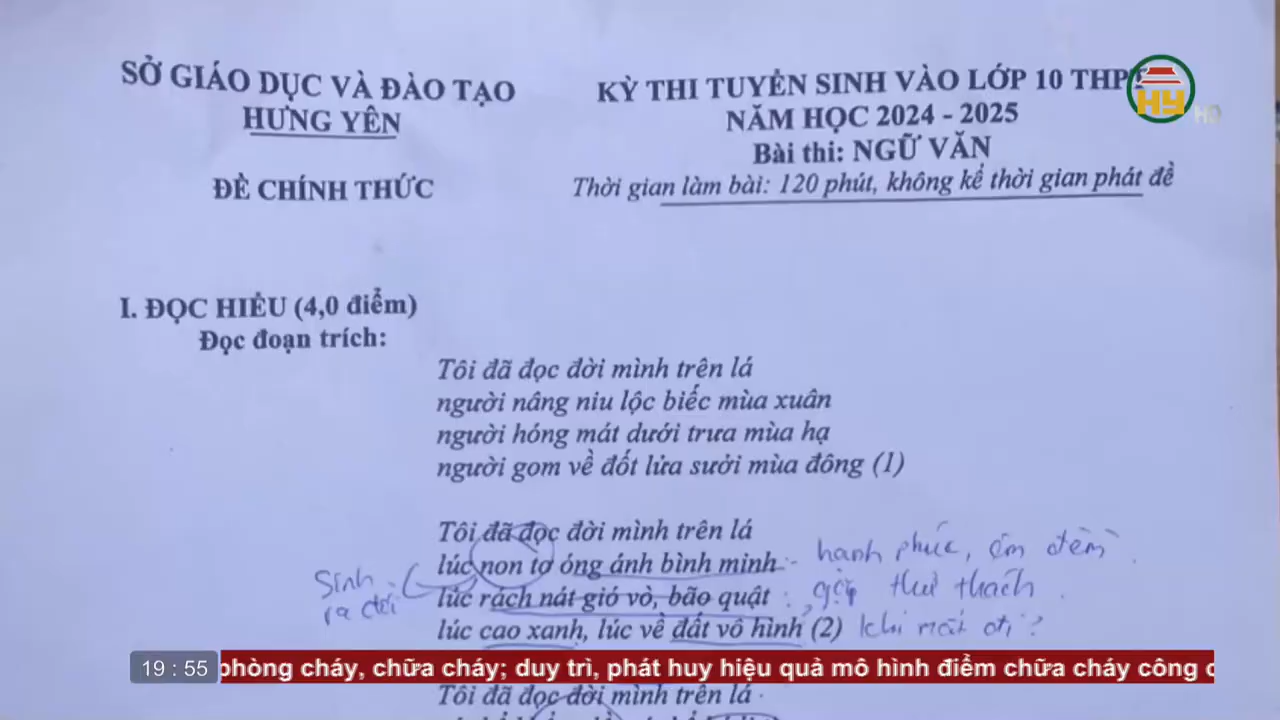 SỞ GIÁO DỤC VÀ ĐÀO TẠO
HƯNG YÊN
ĐỀ CHÍNH THỨC
KỲ THI TUYỂN SINH VÀO LỚP 10 THPT
NĂM HỌC 2024 - 2025
Bài thi: NGỮ VĂN
Thời gian làm bài: 120 phút, không kể thời gian phát đề
HY HD
I. ĐỌC HIỂU (4,0 điểm)
Đọc đoạn trích:
Tôi đã đọc đời mình trên lá
người nâng niu lộc biếc mùa xuân
người hóng mát dưới trưa mùa hạ
người gom về đốt lửa sưởi mùa đông (1)
Tôi đã đọc đời mình trên lá
lúc non tơ óng ánh bình minh hạnh phúc, êm đềm
Sinh ra đời
lúc rách nát gió vò, bão quật : gặp thử thách
lúc cao xanh, lúc về đất vô hình (2) khi mất đi ?
19 : 55 phòng cháy, chữa cháy; duy trì, phát huy hiệu quả mô hình điểm chữa cháy công
Tôi đã đọc đời mình trên lá